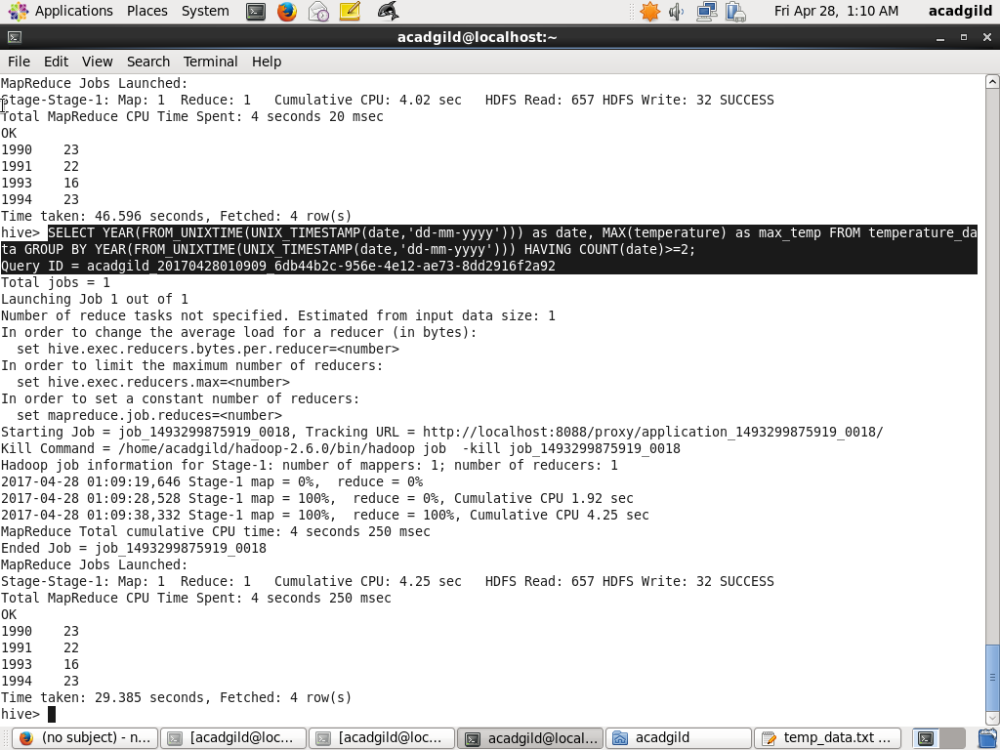 Applications Places System Fri Apr 28, 1:10 AM acadgild
acadgild@localhost:~
File Edit View Search Terminal Help
MapReduce Jobs Launched:
Stage-Stage-1: Map: 1  Reduce: 1   Cumulative CPU: 4.02 sec   HDFS Read: 657 HDFS Write: 32 SUCCESS
Total MapReduce CPU Time Spent: 4 seconds 20 msec
OK
1990    23
1991    22
1993    16
1994    23
Time taken: 46.596 seconds, Fetched: 4 row(s)
hive> SELECT YEAR(FROM_UNIXTIME(UNIX_TIMESTAMP(date,'dd-mm-yyyy'))) as date, MAX(temperature) as max_temp FROM temperature_da
ta GROUP BY YEAR(FROM_UNIXTIME(UNIX_TIMESTAMP(date,'dd-mm-yyyy'))) HAVING COUNT(date)>=2;
Query ID = acadgild_20170428010909_6db44b2c-956e-4e12-ae73-8dd2916f2a92
Total jobs = 1
Launching Job 1 out of 1
Number of reduce tasks not specified. Estimated from input data size: 1
In order to change the average load for a reducer (in bytes):
  set hive.exec.reducers.bytes.per.reducer=<number>
In order to limit the maximum number of reducers:
  set hive.exec.reducers.max=<number>
In order to set a constant number of reducers:
  set mapreduce.job.reduces=<number>
Starting Job = job_1493299875919_0018, Tracking URL = http://localhost:8088/proxy/application_1493299875919_0018/
Kill Command = /home/acadgild/hadoop-2.6.0/bin/hadoop job  -kill job_1493299875919_0018
Hadoop job information for Stage-1: number of mappers: 1; number of reducers: 1
2017-04-28 01:09:19,646 Stage-1 map = 0%,  reduce = 0%
2017-04-28 01:09:28,528 Stage-1 map = 100%,  reduce = 0%, Cumulative CPU 1.92 sec
2017-04-28 01:09:38,332 Stage-1 map = 100%,  reduce = 100%, Cumulative CPU 4.25 sec
MapReduce Total cumulative CPU time: 4 seconds 250 msec
Ended Job = job_1493299875919_0018
MapReduce Jobs Launched:
Stage-Stage-1: Map: 1  Reduce: 1   Cumulative CPU: 4.25 sec   HDFS Read: 657 HDFS Write: 32 SUCCESS
Total MapReduce CPU Time Spent: 4 seconds 250 msec
OK
1990    23
1991    22
1993    16
1994    23
Time taken: 29.385 seconds, Fetched: 4 row(s)
hive>
(no subject) - n... [acadgild@loc... [acadgild@loc... acadgild@local... acadgild temp_data.txt ...